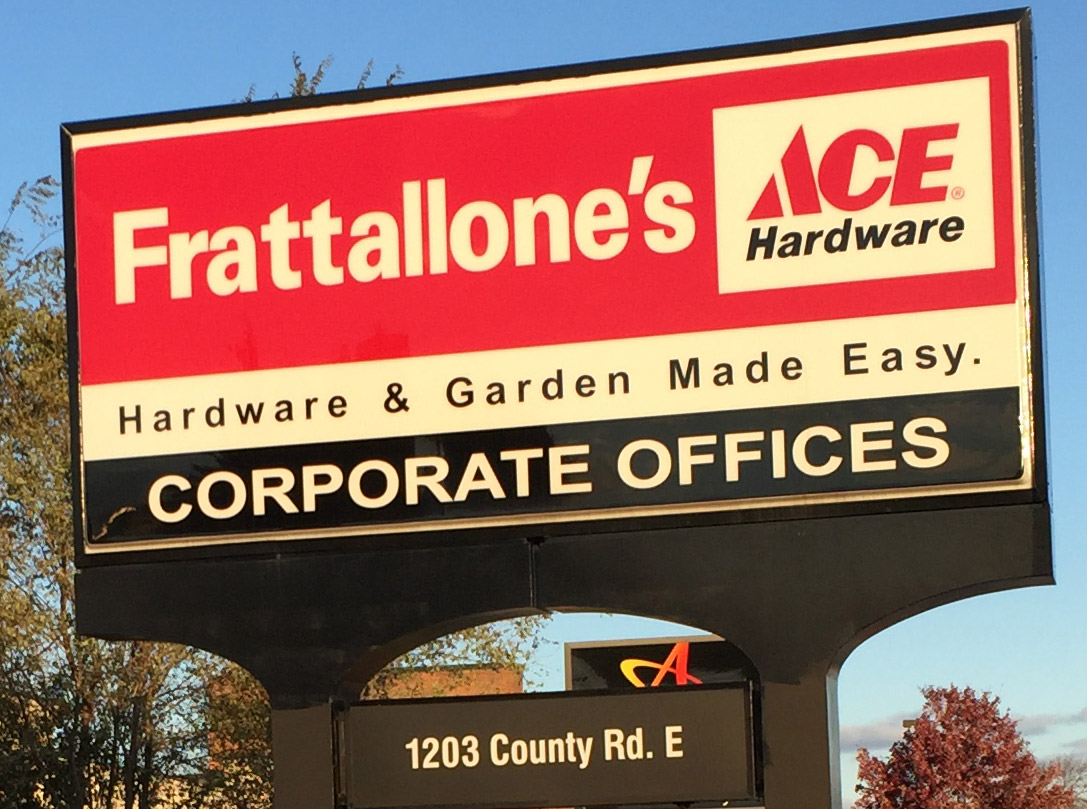 Frattallone's
ACE®
Hardware
Hardware & Garden Made Easy.
CORPORATE OFFICES
A
1203 County Rd. E